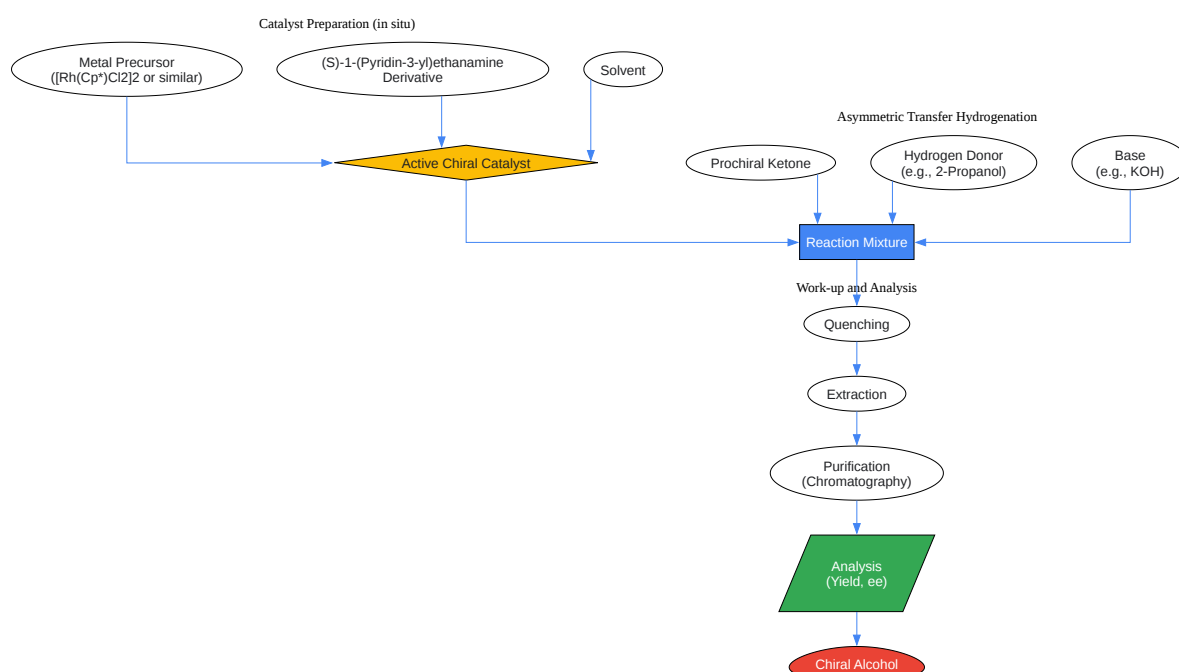 Catalyst Preparation (in situ)
Metal Precursor
([Rh(Cp*)Cl2]2 or similar)
(S)-1-(Pyridin-3-yl)ethanamine
Derivative
Solvent
Active Chiral Catalyst
Asymmetric Transfer Hydrogenation
Prochiral Ketone
Hydrogen Donor
(e.g., 2-Propanol)
Base
(e.g., KOH)
Reaction Mixture
Work-up and Analysis
Quenching
Extraction
Purification
(Chromatography)
Analysis
(Yield, ee)
Chiral Alcohol